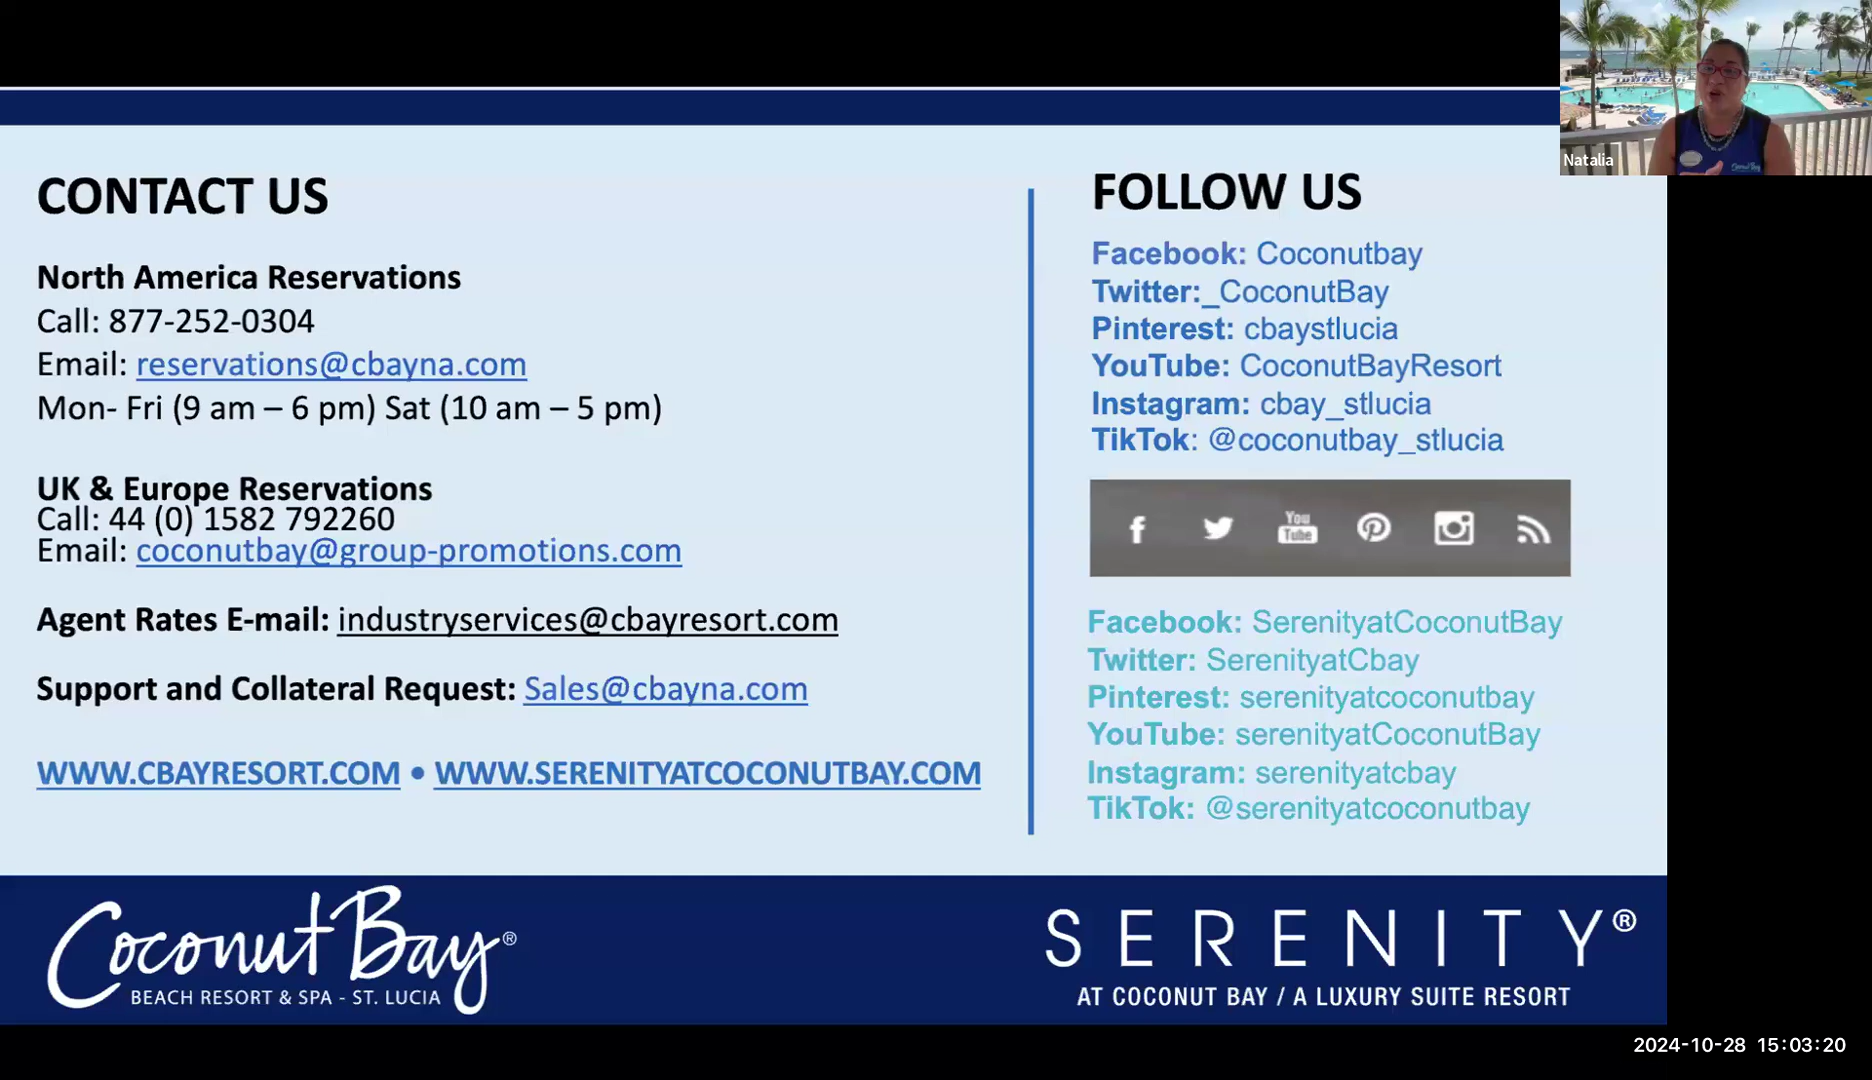 Natalia
CONTACT US
North America Reservations
Call: 877-252-0304
Email: reservations@cbayna.com
Mon- Fri (9 am – 6 pm) Sat (10 am – 5 pm)
UK & Europe Reservations
Call: 44 (0) 1582 792260
Email: coconutbay@group-promotions.com
Agent Rates E-mail: industryservices@cbayresort.com
Support and Collateral Request: Sales@cbayna.com
WWW.CBAYRESORT.COM • WWW.SERENITYATCOCONUTBAY.COM
FOLLOW US
Facebook: Coconutbay
Twitter:_CoconutBay
Pinterest: cbaystlucia
YouTube: CoconutBayResort
Instagram: cbay_stlucia
TikTok: @coconutbay_stlucia
You
Tube
Facebook: SerenityatCoconutBay
Twitter: SerenityatCbay
Pinterest: serenityatcoconutbay
YouTube: serenityatCoconutBay
Instagram: serenityatcbay
TikTok: @serenityatcoconutbay
Coconut Bay®
BEACH RESORT & SPA - ST. LUCIA
SERENITY®
AT COCONUT BAY / A LUXURY SUITE RESORT
2024-10-28 15:03:20